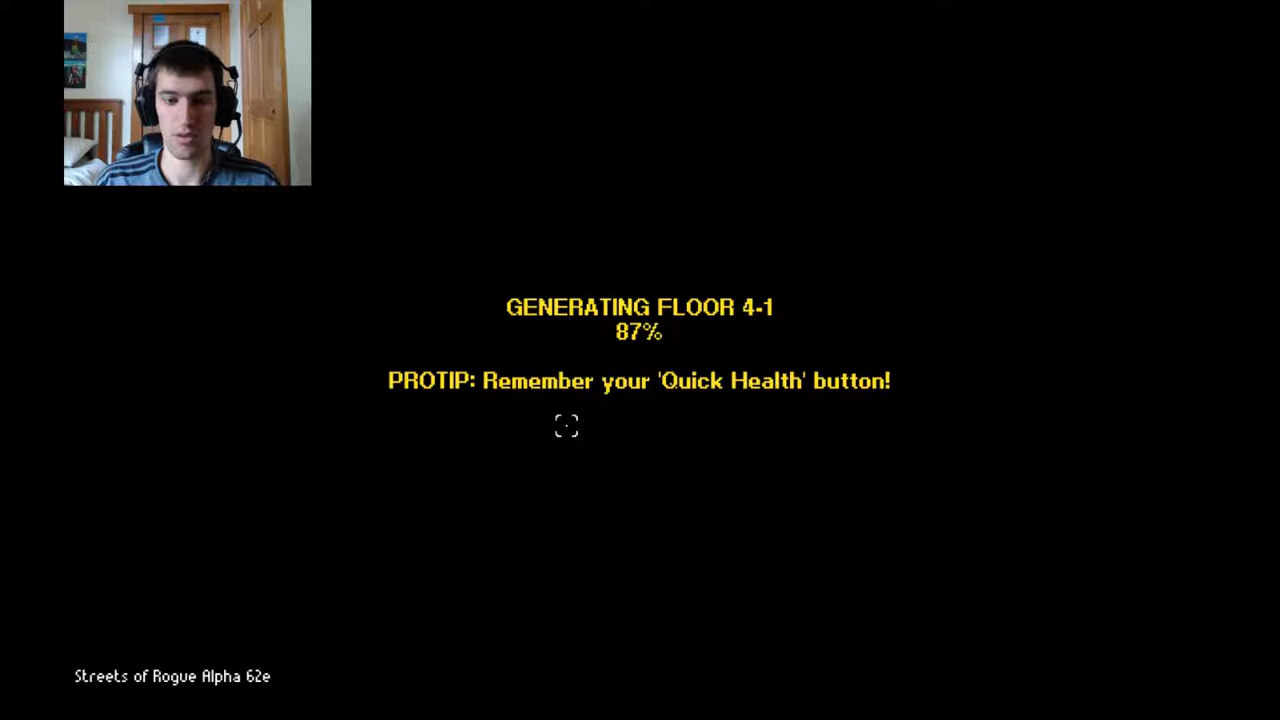 GENERATING FLOOR 4-1
87%
PROTIP: Remember your 'Quick Health' button!
Streets of Rogue Alpha 62e